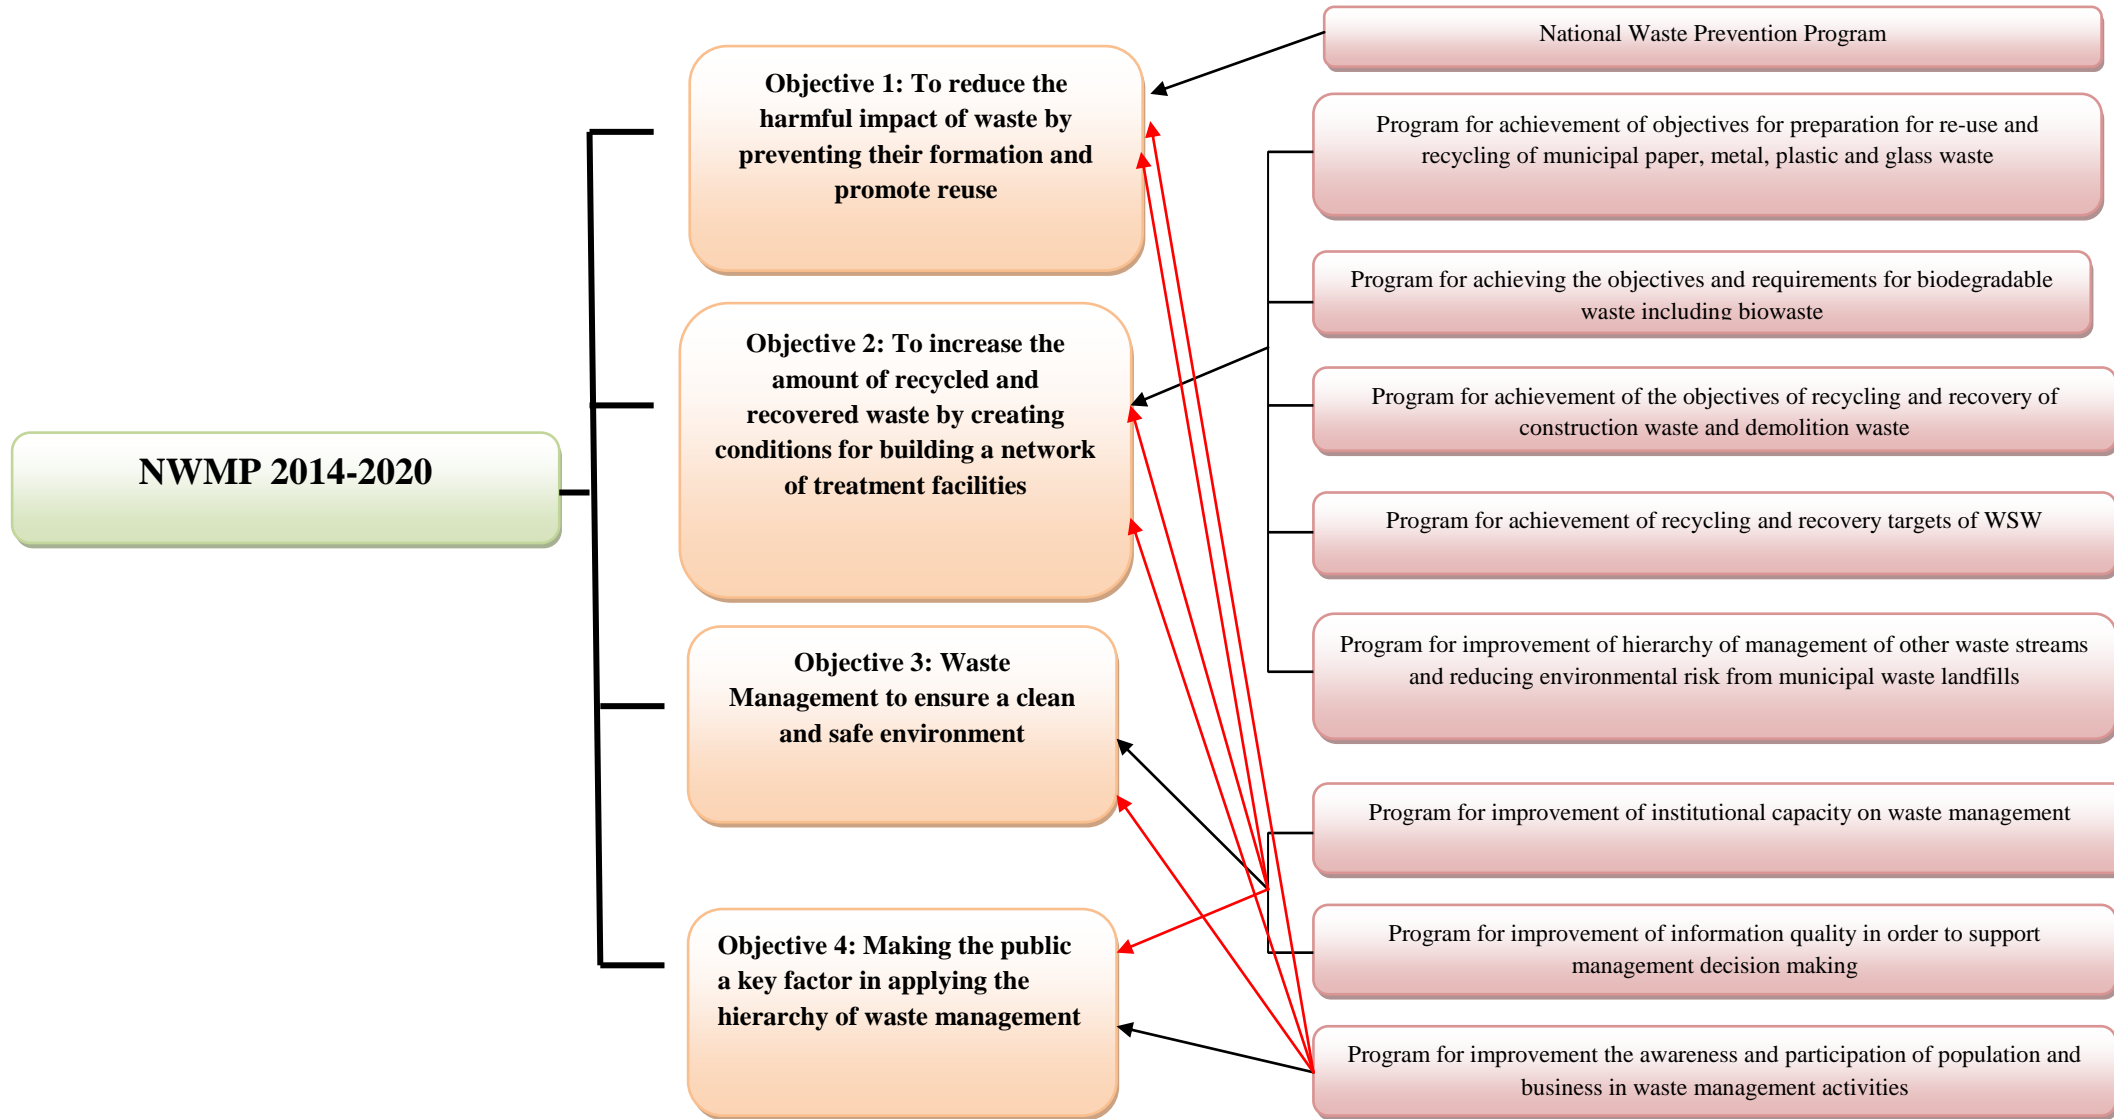 NWMP 2014-2020
Objective 1: To reduce the
harmful impact of waste by
preventing their formation and
promote reuse
Objective 2: To increase the
amount of recycled and
recovered waste by creating
conditions for building a network
of treatment facilities
Objective 3: Waste
Management to ensure a clean
and safe environment
Objective 4: Making the public
a key factor in applying the
hierarchy of waste management
National Waste Prevention Program
Program for achievement of objectives for preparation for re-use and
recycling of municipal paper, metal, plastic and glass waste
Program for achieving the objectives and requirements for biodegradable
waste including biowaste
Program for achievement of the objectives of recycling and recovery of
construction waste and demolition waste
Program for achievement of recycling and recovery targets of WSW
Program for improvement of hierarchy of management of other waste streams
and reducing environmental risk from municipal waste landfills
Program for improvement of institutional capacity on waste management
Program for improvement of information quality in order to support
management decision making
Program for improvement the awareness and participation of population and
business in waste management activities